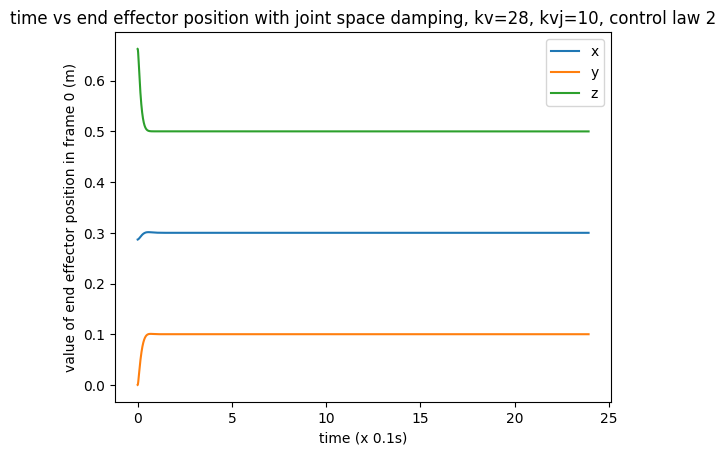 time vs end effector position with joint space damping, kv=28, kvj=10, control law 2
value of end effector position in frame 0 (m)
0.6
0.5
0.4
0.3
0.2
0.1
0.0
x
y
z
0 5 10 15 20 25
time (x 0.1s)